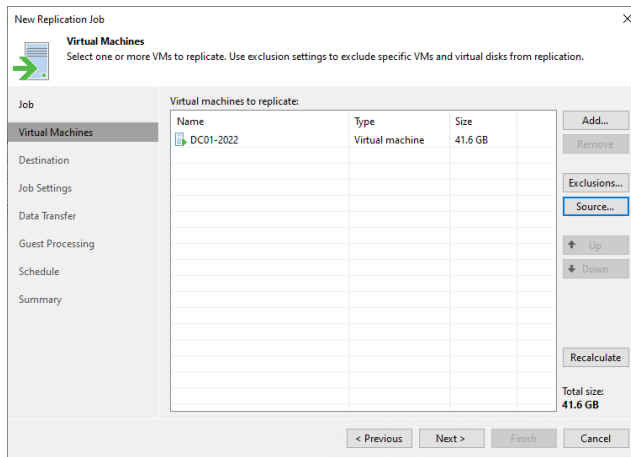 New Replication Job
Virtual Machines
Select one or more VMs to replicate. Use exclusion settings to exclude specific VMs and virtual disks from replication.
Job
Virtual Machines
Destination
Job Settings
Data Transfer
Guest Processing
Schedule
Summary
Virtual machines to replicate:
Name Type Size
DC01-2022 Virtual machine 41.6 GB
Add...
Remove
Exclusions...
Source...
Up
Down
Recalculate
Total size:
41.6 GB
< Previous Next > Finish Cancel